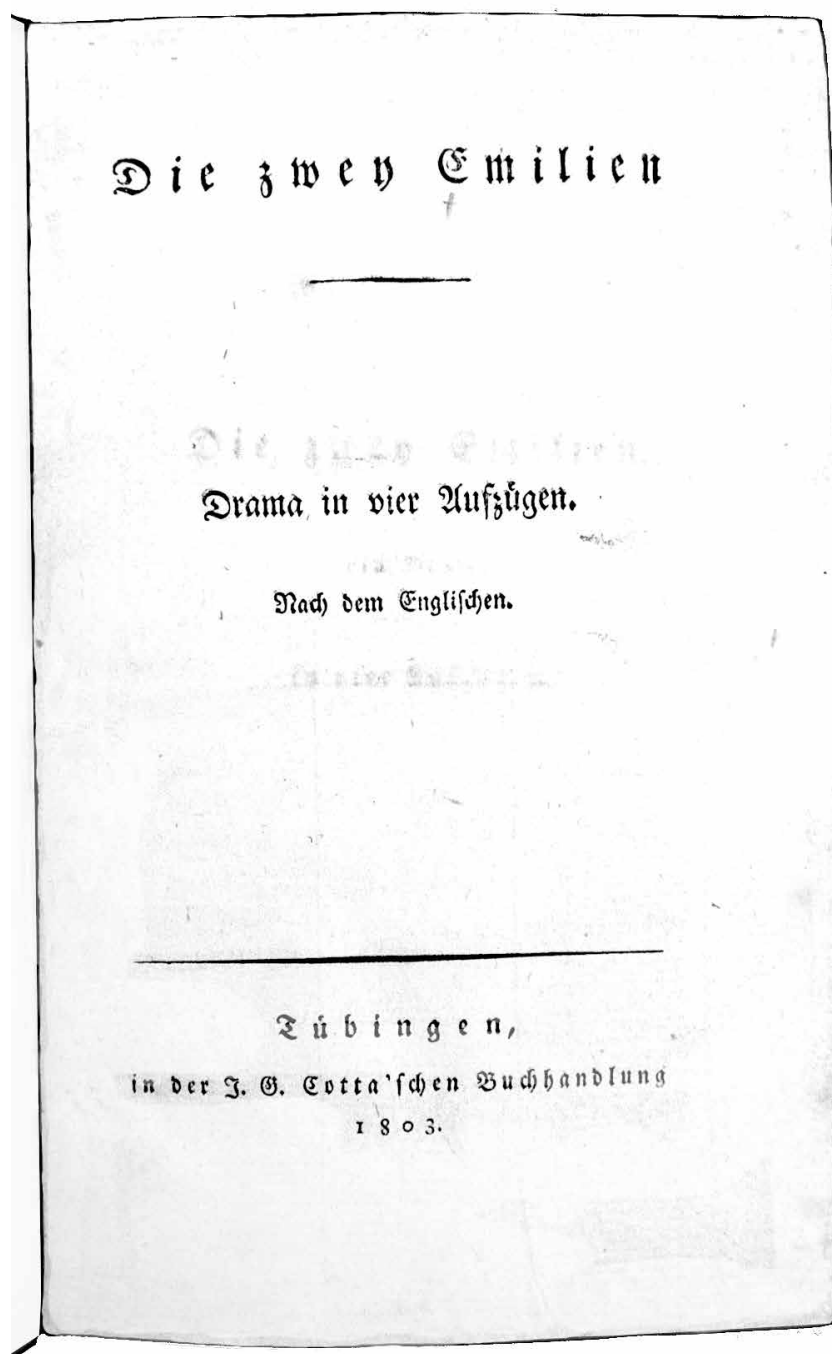 Die zwey Emilien
Drama in vier Aufzügen.
Nach dem Englischen.
Tübingen,
in der J. G. Cotta'schen Buchhandlung
1803.